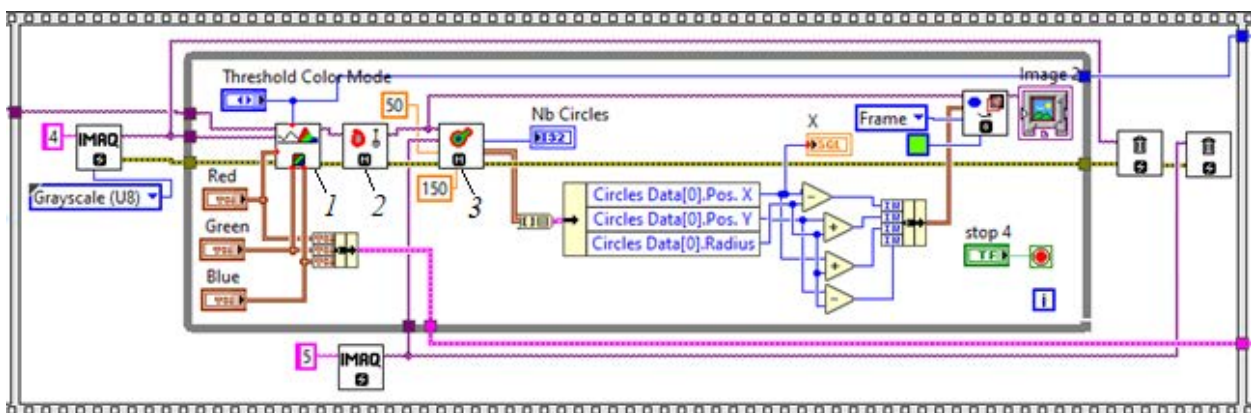 Threshold Color Mode
Image 2
50
Nb Circles
X
Frame
4
IMAQ
SGL
Grayscale (U8)
Red
1
2
150
3
Circles Data[0].Pos. X
Green
Circles Data[0].Pos. Y
Circles Data[0].Radius
stop 4
TF
Blue
i
5
IMAQ